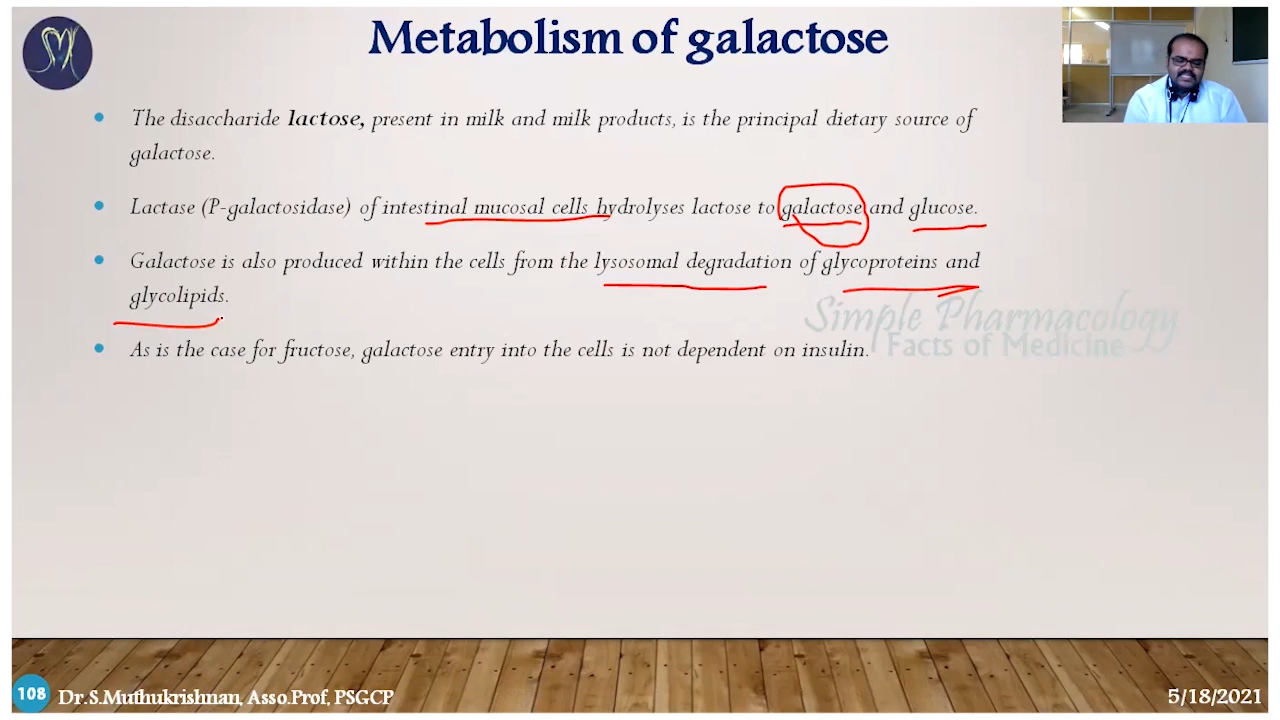 Metabolism of galactose
The disaccharide lactose, present in milk and milk products, is the principal dietary source of
galactose.
Lactase (P-galactosidase) of intestinal mucosal cells hydrolyses lactose to galactose and glucose.
Galactose is also produced within the cells from the lysosomal degradation of glycoproteins and
glycolipids.
Simple Pharmacology
Facts of Medicine
As is the case for fructose, galactose entry into the cells is not dependent on insulin.
108 Dr.S.Muthukrishnan, Asso.Prof, PSGCP
5/18/2021